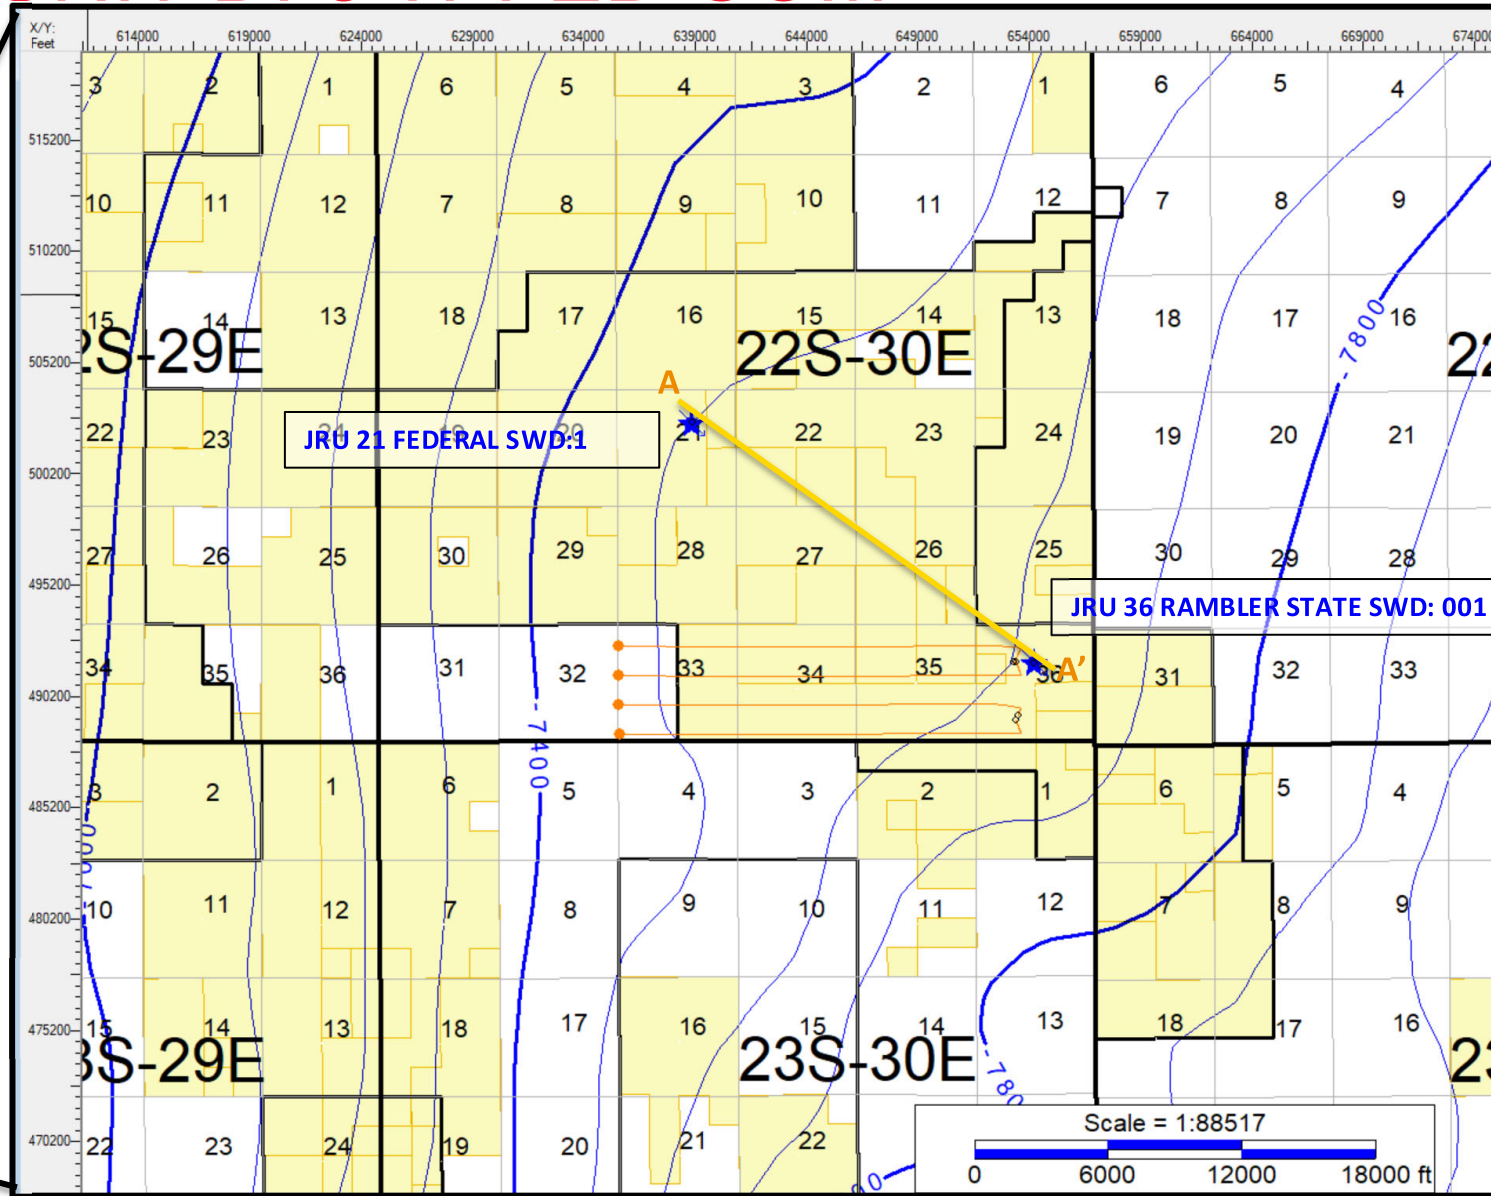 X/Y:
Feet
614000 619000 624000 629000 634000 639000 644000 649000 654000 659000 664000 669000 674000
3 2 1 6 5 4 3 2 1 6 5 4
515200
10 11 12 7 8 9 10 11 12 7 8 9
510200
15 14 13 18 17 16 15 14 13 18 17 16
-7800
2S-29E 22S-30E 22
505200
A
22 23 24 19 20 21 22 23 24 19 20 21
JRU 21 FEDERAL SWD:1
500200
27 26 25 30 29 28 27 26 25 30 29 28
495200
JRU 36 RAMBLER STATE SWD: 001
34 35 36 31 32 33 34 35 36 31 32 33
A’
490200
-7400
3 2 1 6 5 4 3 2 1 6 5 4
485200
10 11 12 7 8 9 10 11 12 7 8 9
480200
15 14 13 18 17 16 15 14 13 18 17 16
475200
3S-29E 23S-30E 23
-780
22 23 24 19 20 21 22
470200
Scale = 1:88517
0 6000 12000 18000 ft